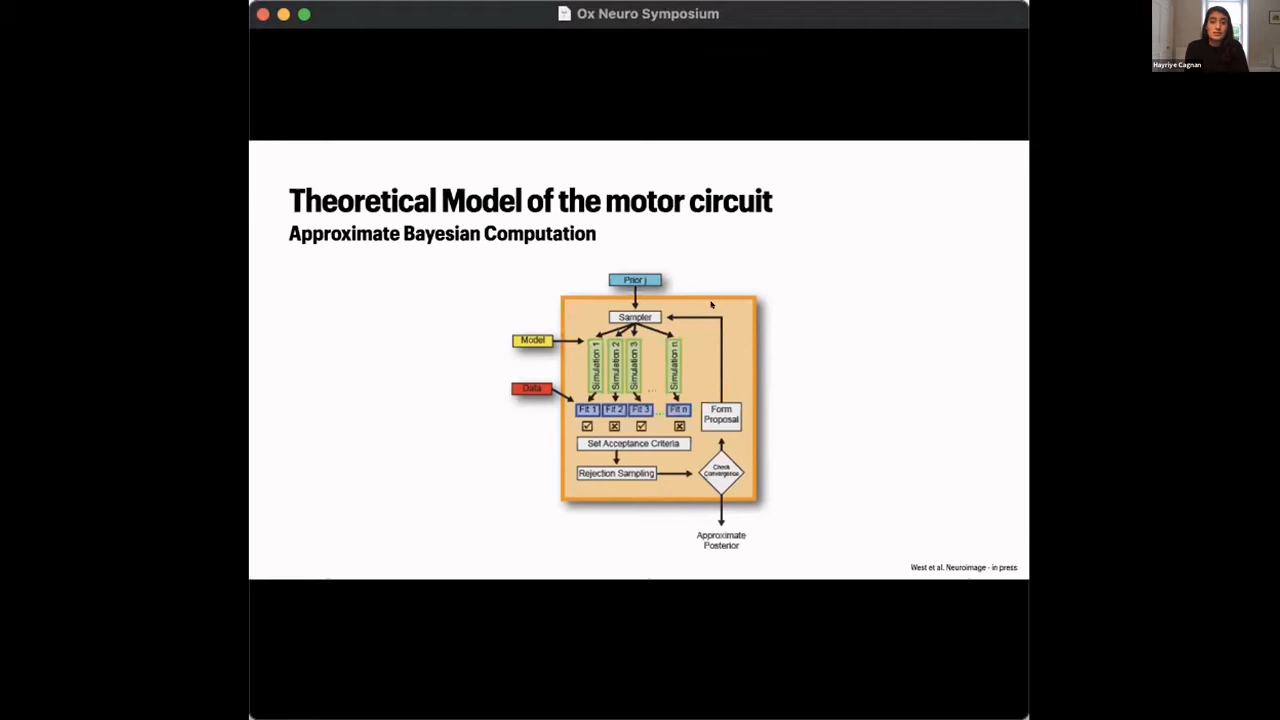 Ox Neuro Symposium
Hayriye Cagnan
Theoretical Model of the motor circuit
Approximate Bayesian Computation
Prior j
Sampler
Model
Simulation 1
Simulation 2
Simulation 3
...
Simulation n
Data
Fit 1
Fit 2
Fit 3
...
Fit n
Form
Proposal
Set Acceptance Criteria
Rejection Sampling
Check
Convergence
Approximate
Posterior
West et al. Neuroimage - in press